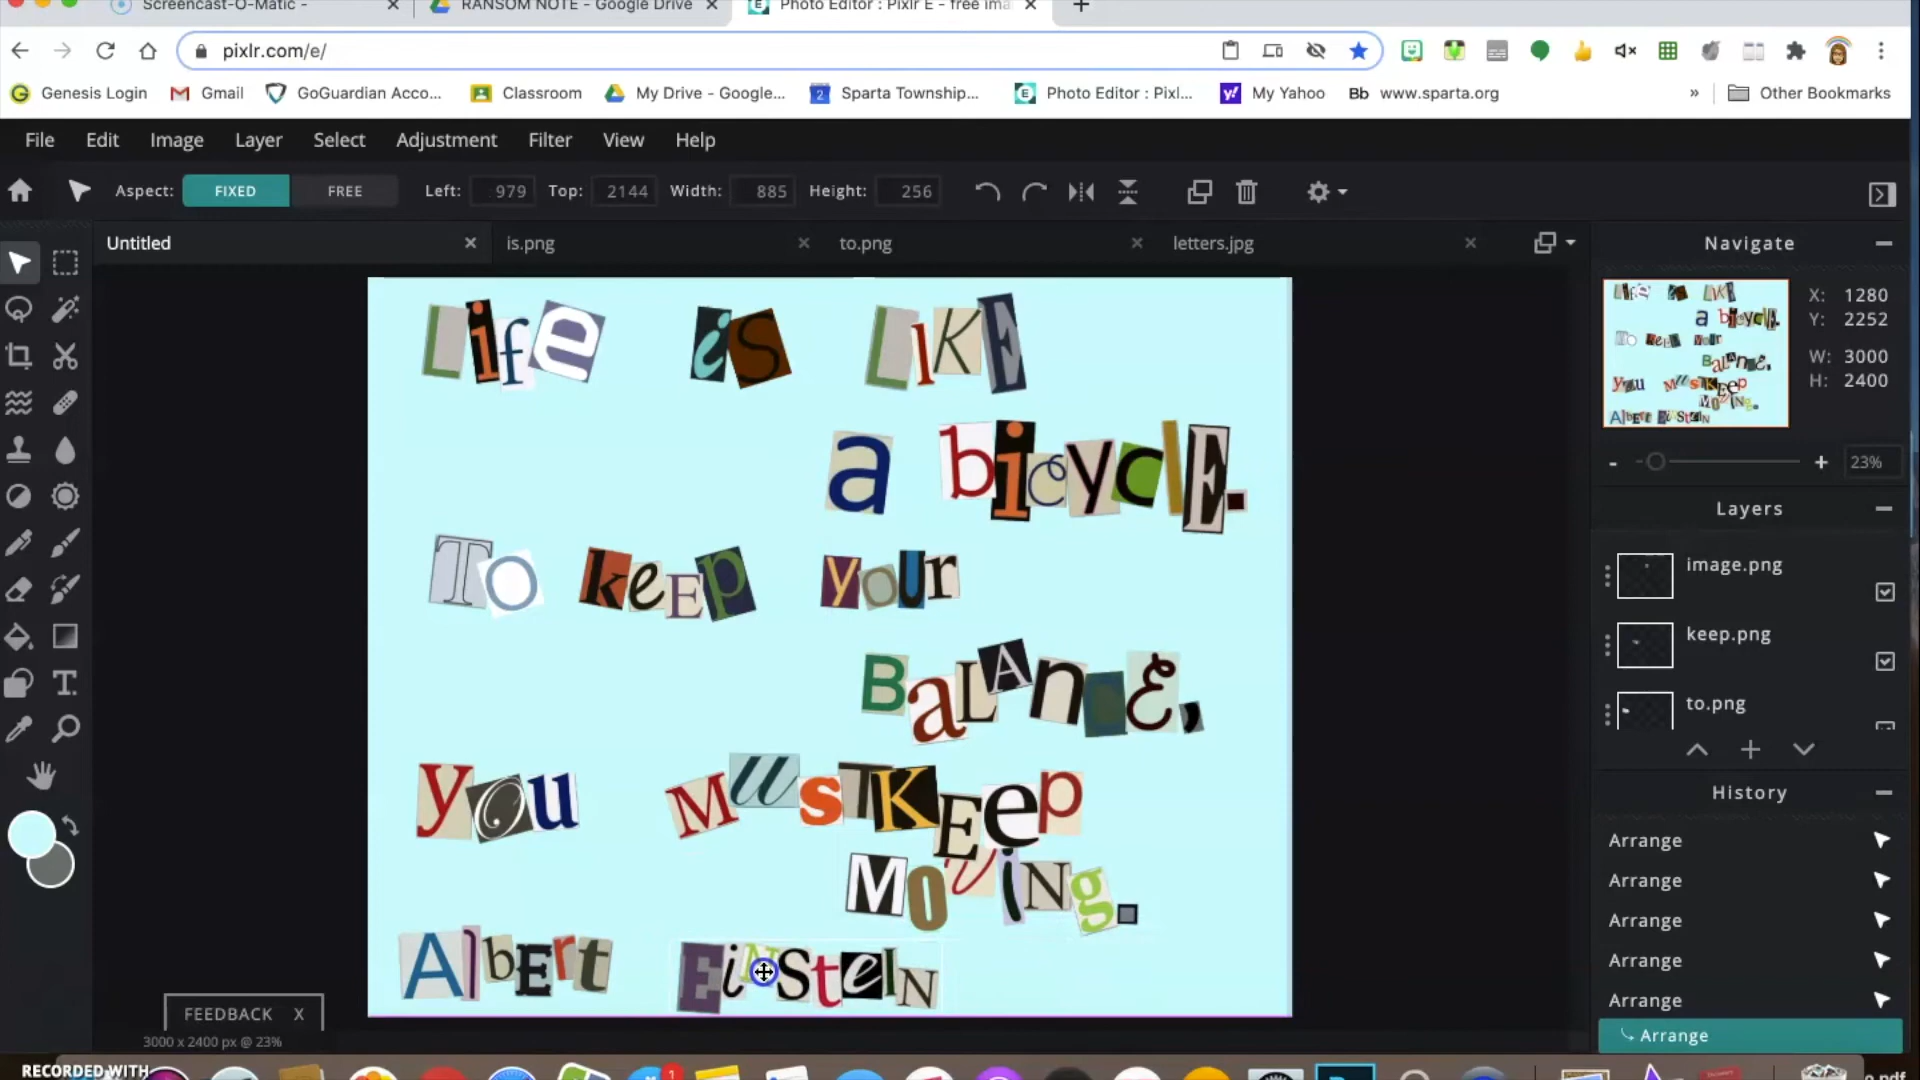 Screencast-O-Matic - RANSOM NOTE - Google Drive Photo Editor : Pixlr E - free ima
pixlr.com/e/
Genesis Login Gmail GoGuardian Acco... Classroom My Drive - Google... Sparta Township... Photo Editor : Pixl... My Yahoo Bb www.sparta.org » Other Bookmarks
File Edit Image Layer Select Adjustment Filter View Help
Aspect: FIXED FREE Left: 979 Top: 2144 Width: 885 Height: 256
Untitled is.png to.png letters.jpg
Navigate
X: 1280
Y: 2252
W: 3000
H: 2400
- + 23%
Layers
image.png
keep.png
to.png
History
Arrange
Arrange
Arrange
Arrange
Arrange
Arrange
Life is LIKE
a bicyclE.
To keEp your
BaLAncE,
you MusTKEep
MOviNg.
AlbErt EiNSteIN
FEEDBACK X
3000 x 2400 px @ 23%
RECORDED WITH